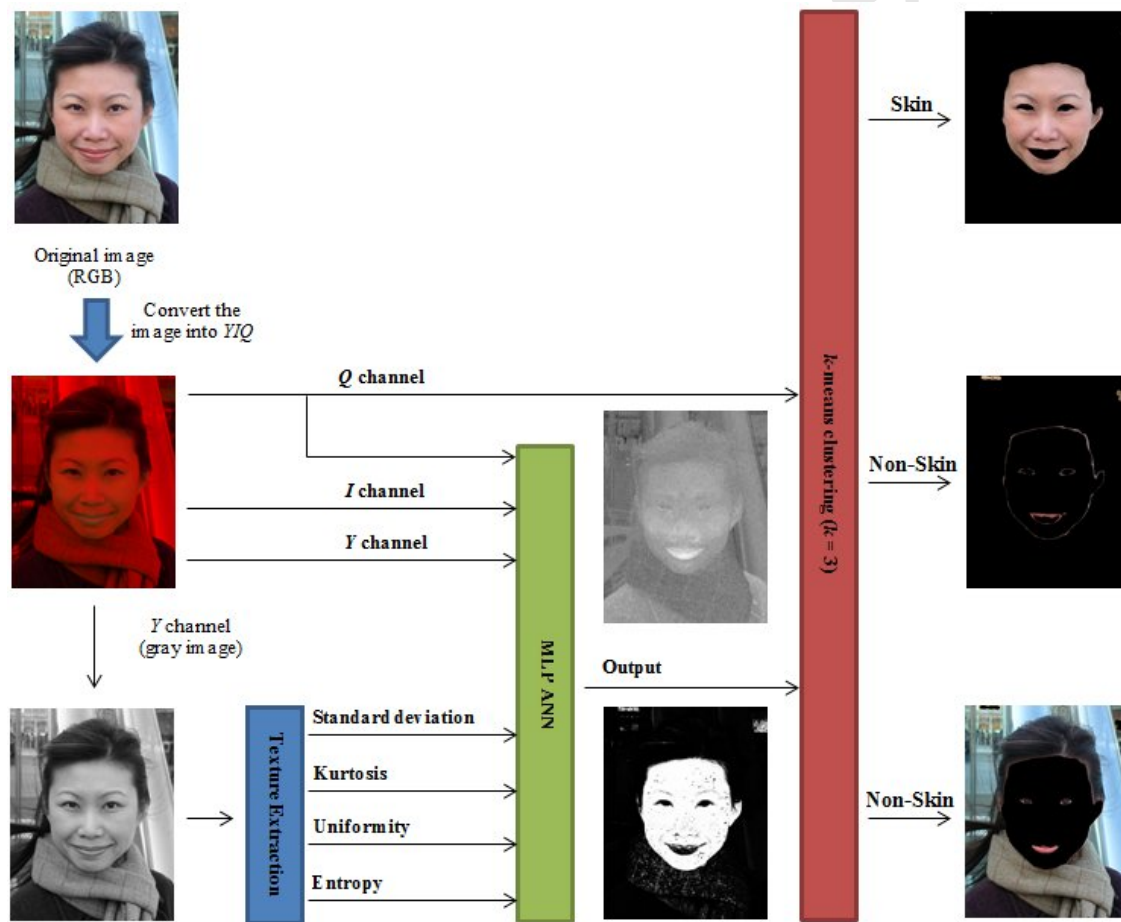 Original image
(RGB)
Convert the
image into YIQ
Q channel
I channel
Y channel
Y channel
(gray image)
Texture Extraction
Standard deviation
Kurtosis
Uniformity
Entropy
MLP ANN
Output
k-means clustering (k = 3)
Skin
Non-Skin
Non-Skin